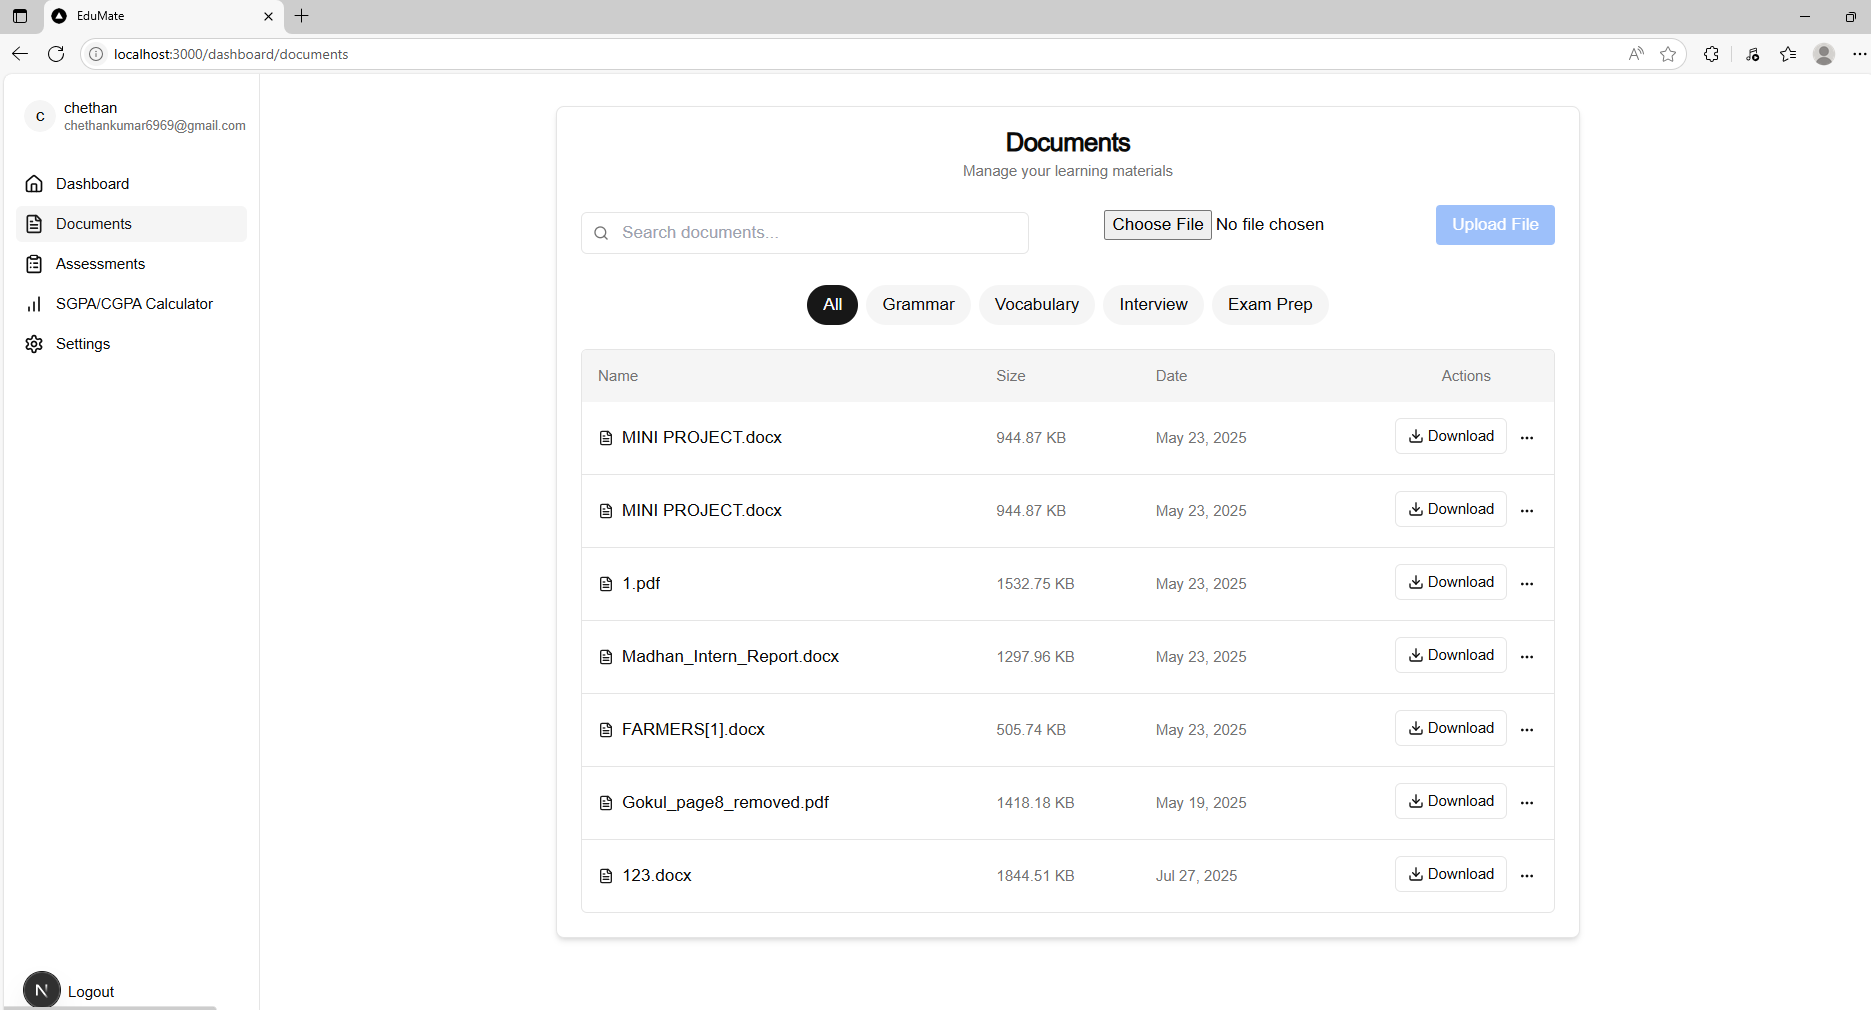 EduMate
localhost:3000/dashboard/documents
C
chethan
chethankumar6969@gmail.com
Dashboard
Documents
Assessments
SGPA/CGPA Calculator
Settings
N
Logout
Documents
Manage your learning materials
Search documents...
Choose File No file chosen
Upload File
All Grammar Vocabulary Interview Exam Prep
Name Size Date Actions
MINI PROJECT.docx 944.87 KB May 23, 2025 Download
MINI PROJECT.docx 944.87 KB May 23, 2025 Download
1.pdf 1532.75 KB May 23, 2025 Download
Madhan_Intern_Report.docx 1297.96 KB May 23, 2025 Download
FARMERS[1].docx 505.74 KB May 23, 2025 Download
Gokul_page8_removed.pdf 1418.18 KB May 19, 2025 Download
123.docx 1844.51 KB Jul 27, 2025 Download